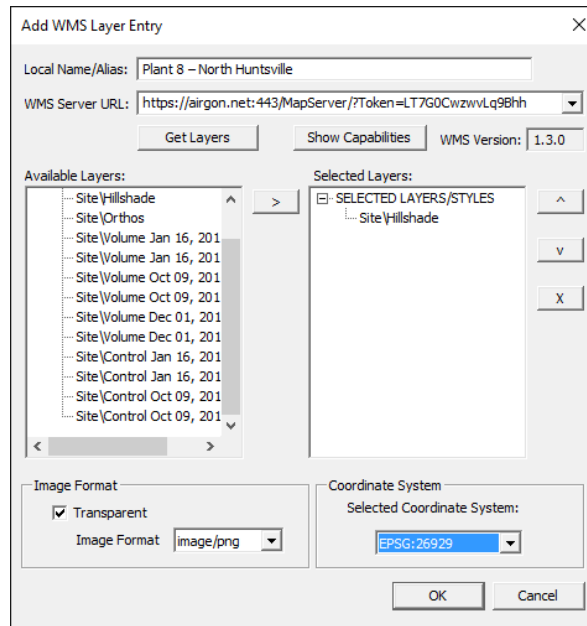 Add WMS Layer Entry
Local Name/Alias: Plant 8 – North Huntsville
WMS Server URL: https://airgon.net:443/MapServer/?Token=LT7G0CwzwvLq9Bhh
Get Layers Show Capabilities WMS Version: 1.3.0
Available Layers: Selected Layers:
Site\Hillshade > SELECTED LAYERS/STYLES ^
Site\Orthos Site\Hillshade
Site\Volume Jan 16, 201
Site\Volume Jan 16, 201 v
Site\Volume Oct 09, 201
Site\Volume Oct 09, 201 X
Site\Volume Dec 01, 201
Site\Volume Dec 01, 201
Site\Control Jan 16, 201
Site\Control Jan 16, 201
Site\Control Oct 09, 201
Site\Control Oct 09, 201
Image Format Coordinate System
Transparent Selected Coordinate System:
Image Format image/png EPSG:26929
OK Cancel